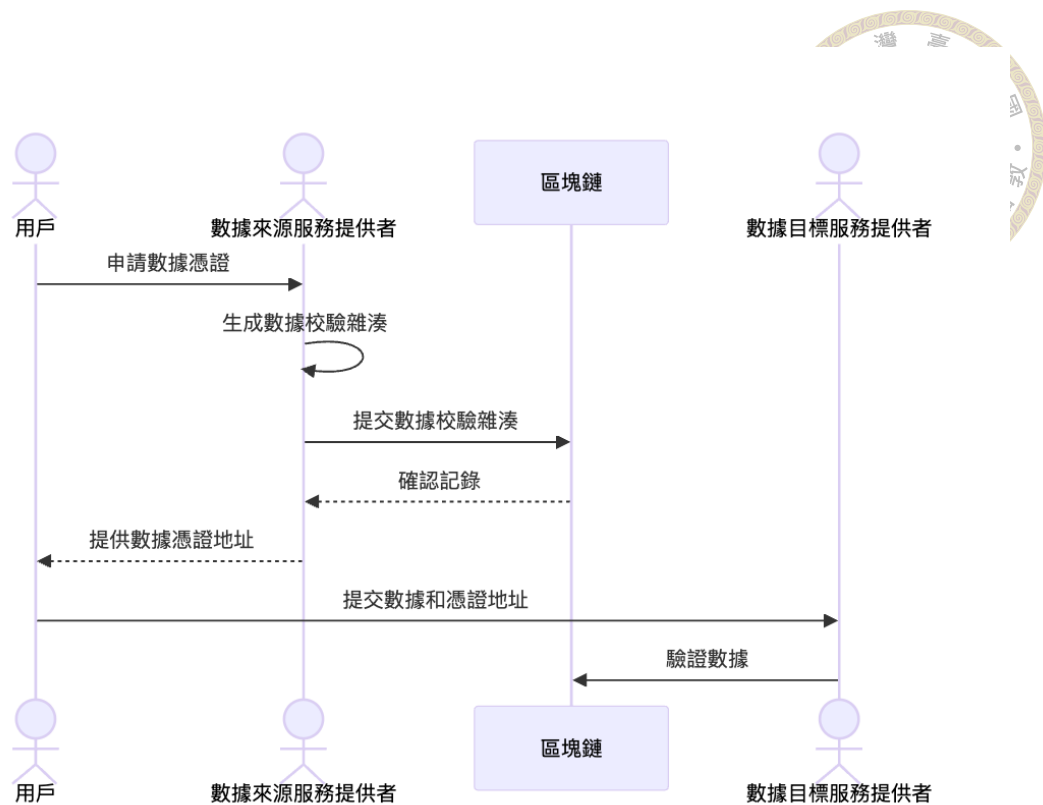 灣 臺
國 • 教
區塊鏈
用戶
數據來源服務提供者
數據目標服務提供者
申請數據憑證
生成數據校驗雜湊
提交數據校驗雜湊
確認記錄
提供數據憑證地址
提交數據和憑證地址
驗證數據
區塊鏈
用戶
數據來源服務提供者
數據目標服務提供者